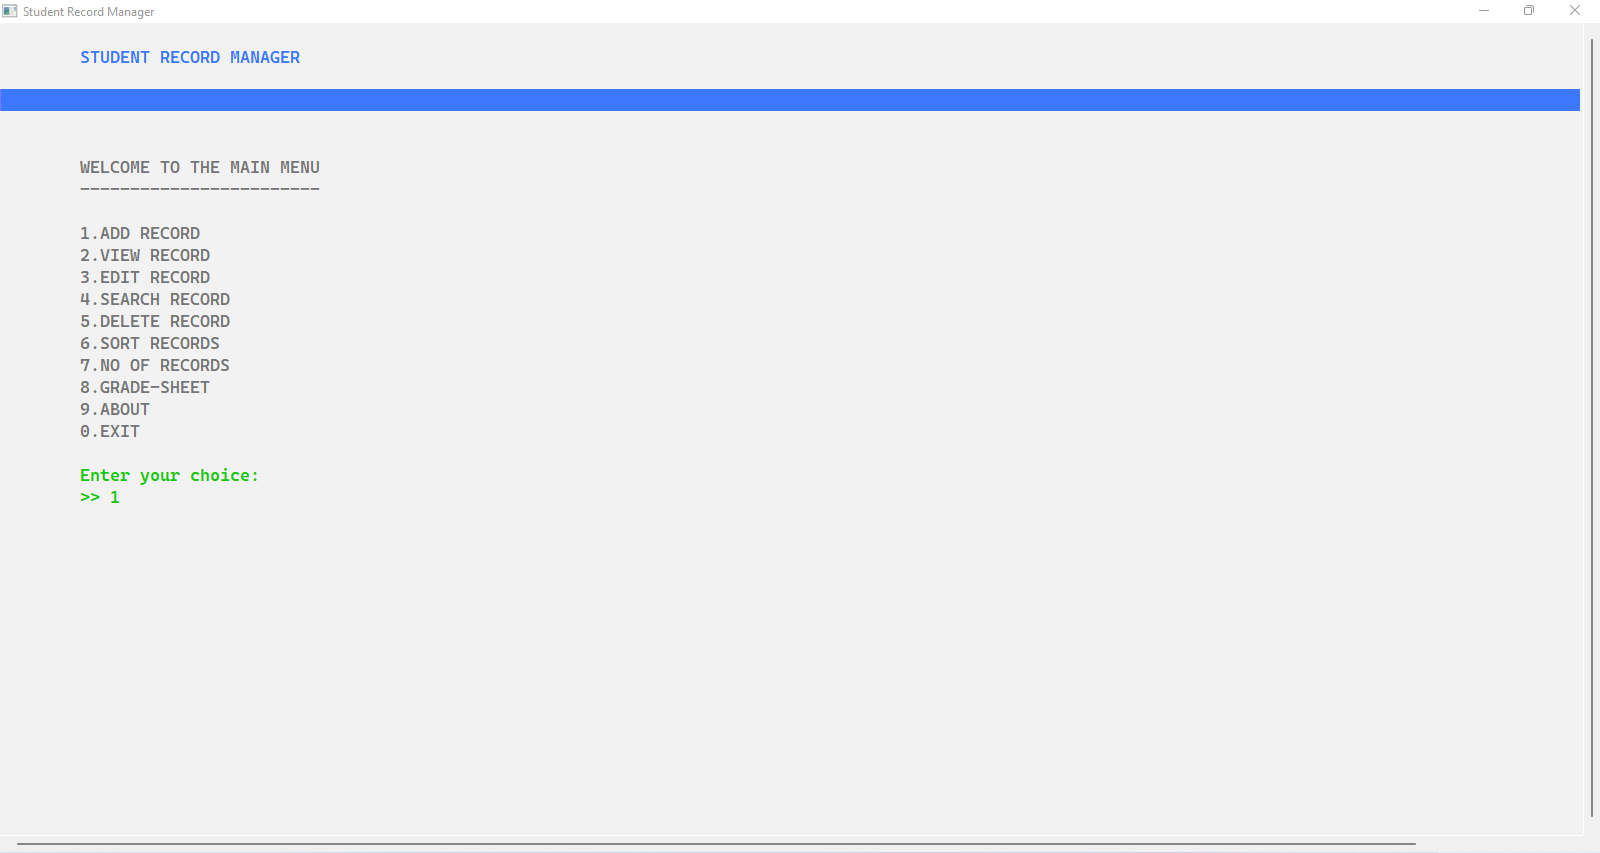 Student Record Manager
STUDENT RECORD MANAGER
WELCOME TO THE MAIN MENU
------------------------
1.ADD RECORD
2.VIEW RECORD
3.EDIT RECORD
4.SEARCH RECORD
5.DELETE RECORD
6.SORT RECORDS
7.NO OF RECORDS
8.GRADE-SHEET
9.ABOUT
0.EXIT
Enter your choice:
>> 1